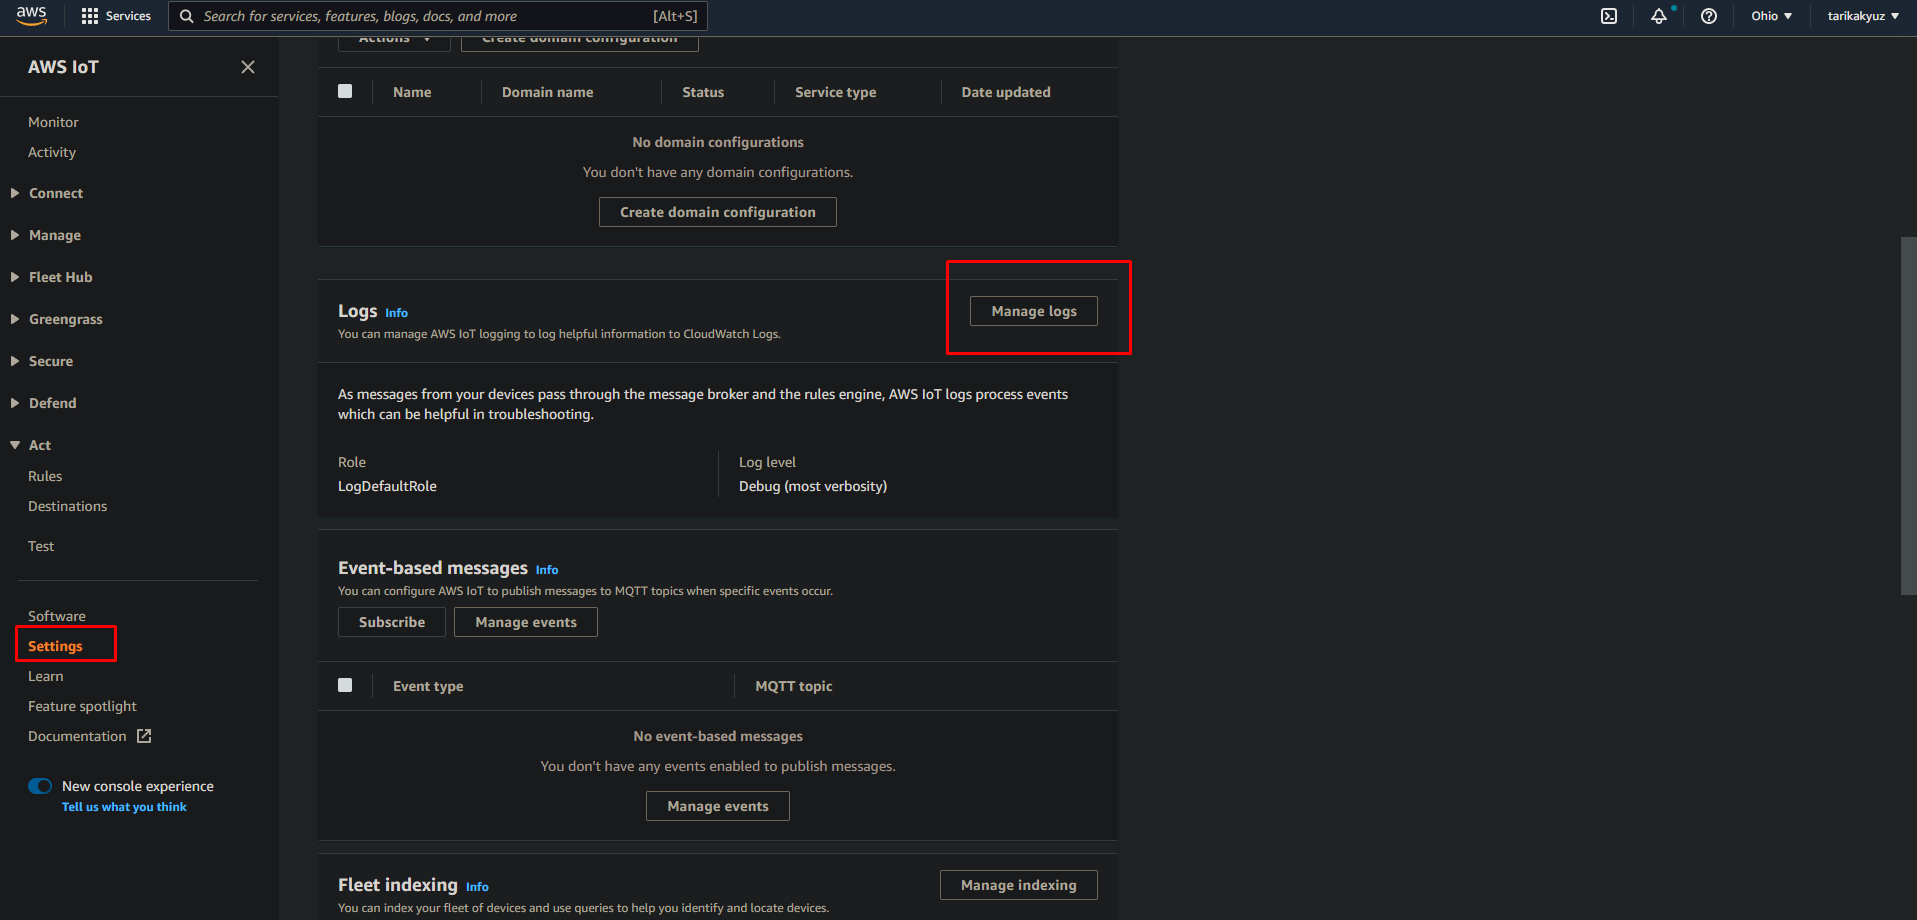 aws
Services
Search for services, features, blogs, docs, and more
[Alt+S]
Ohio
tarikakyuz
AWS IoT
Monitor
Activity
Connect
Manage
Fleet Hub
Greengrass
Secure
Defend
Act
Rules
Destinations
Test
Software
Settings
Learn
Feature spotlight
Documentation
New console experience
Tell us what you think
Actions
Create domain configuration
Name
Domain name
Status
Service type
Date updated
No domain configurations
You don't have any domain configurations.
Create domain configuration
Logs Info
Manage logs
You can manage AWS IoT logging to log helpful information to CloudWatch Logs.
As messages from your devices pass through the message broker and the rules engine, AWS IoT logs process events
which can be helpful in troubleshooting.
Role
LogDefaultRole
Log level
Debug (most verbosity)
Event-based messages Info
You can configure AWS IoT to publish messages to MQTT topics when specific events occur.
Subscribe
Manage events
Event type
MQTT topic
No event-based messages
You don't have any events enabled to publish messages.
Manage events
Fleet indexing Info
Manage indexing
You can index your fleet of devices and use queries to help you identify and locate devices.